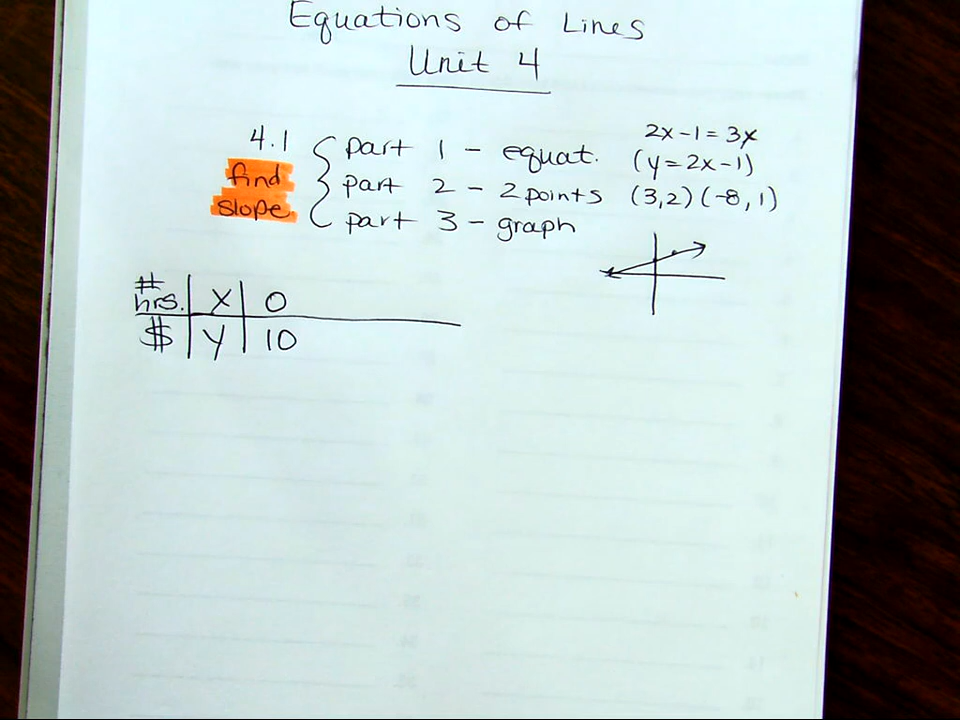 Equations of Lines
Unit 4
4.1 part 1 - equat. 2x-1=3x
(y=2x-1)
find part 2 - 2 points (3,2)(-8,1)
slope part 3 - graph
# hrs. x 0
$ y 10